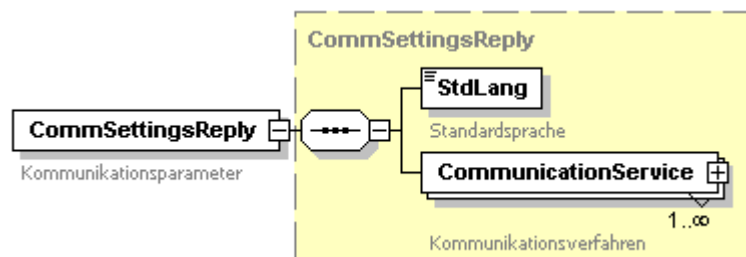 CommSettingsReply
StdLang
Standardsprache
CommSettingsReply
Kommunikationsparameter
CommunicationService
1..∞
Kommunikationsverfahren